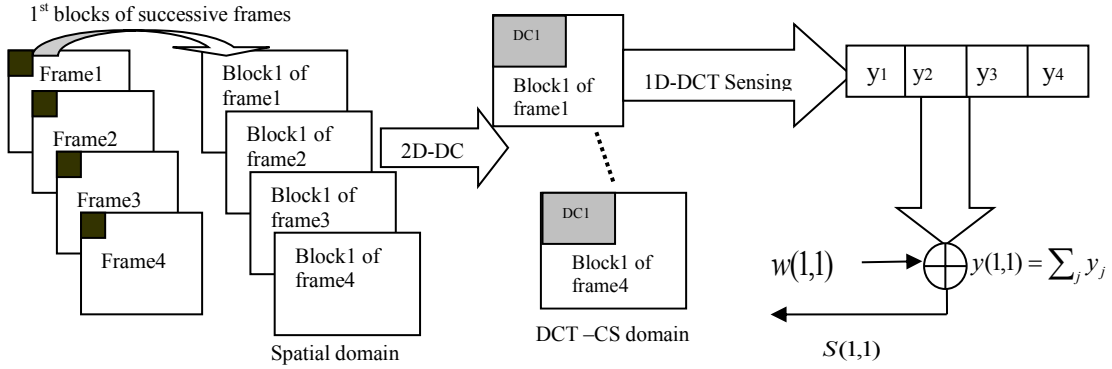 1st blocks of successive frames
Frame1
Frame2
Frame3
Frame4
Block1 of
frame1
Block1 of
frame2
Block1 of
frame3
Block1 of
frame4
Spatial domain
2D-DC
DC1
Block1 of
frame1
DC1
Block1 of
frame4
DCT –CS domain
1D-DCT Sensing
y1 y2 y3 y4
w(1,1)
y(1,1) = ∑j yj
S(1,1)